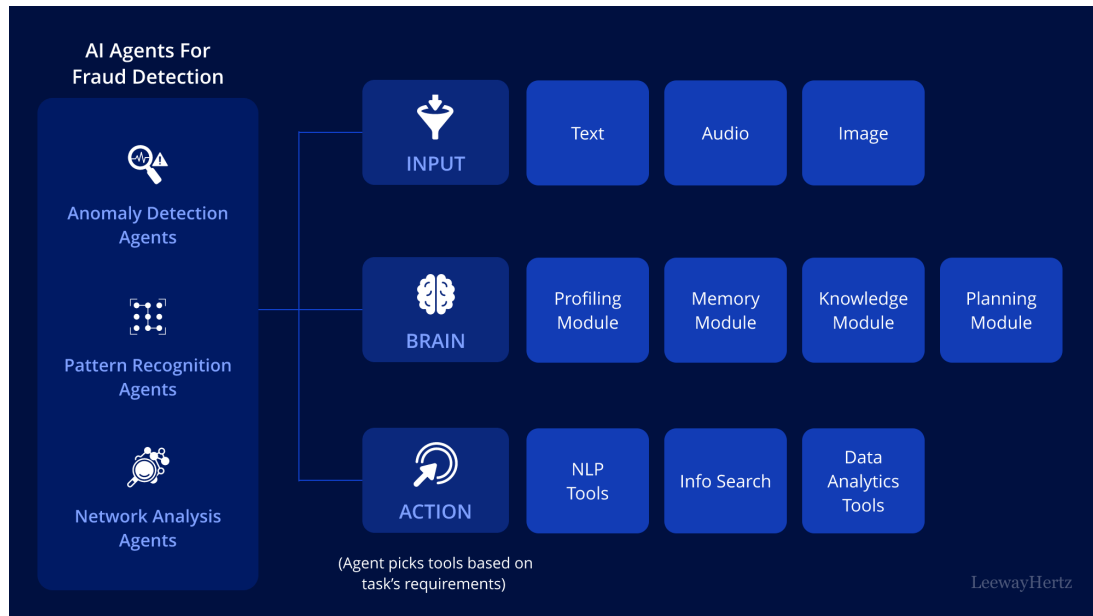 AI Agents For
Fraud Detection
Anomaly Detection
Agents
Pattern Recognition
Agents
Network Analysis
Agents
INPUT
Text
Audio
Image
BRAIN
Profiling
Module
Memory
Module
Knowledge
Module
Planning
Module
ACTION
NLP
Tools
Info Search
Data
Analytics
Tools
(Agent picks tools based on
task's requirements)
LeewayHertz